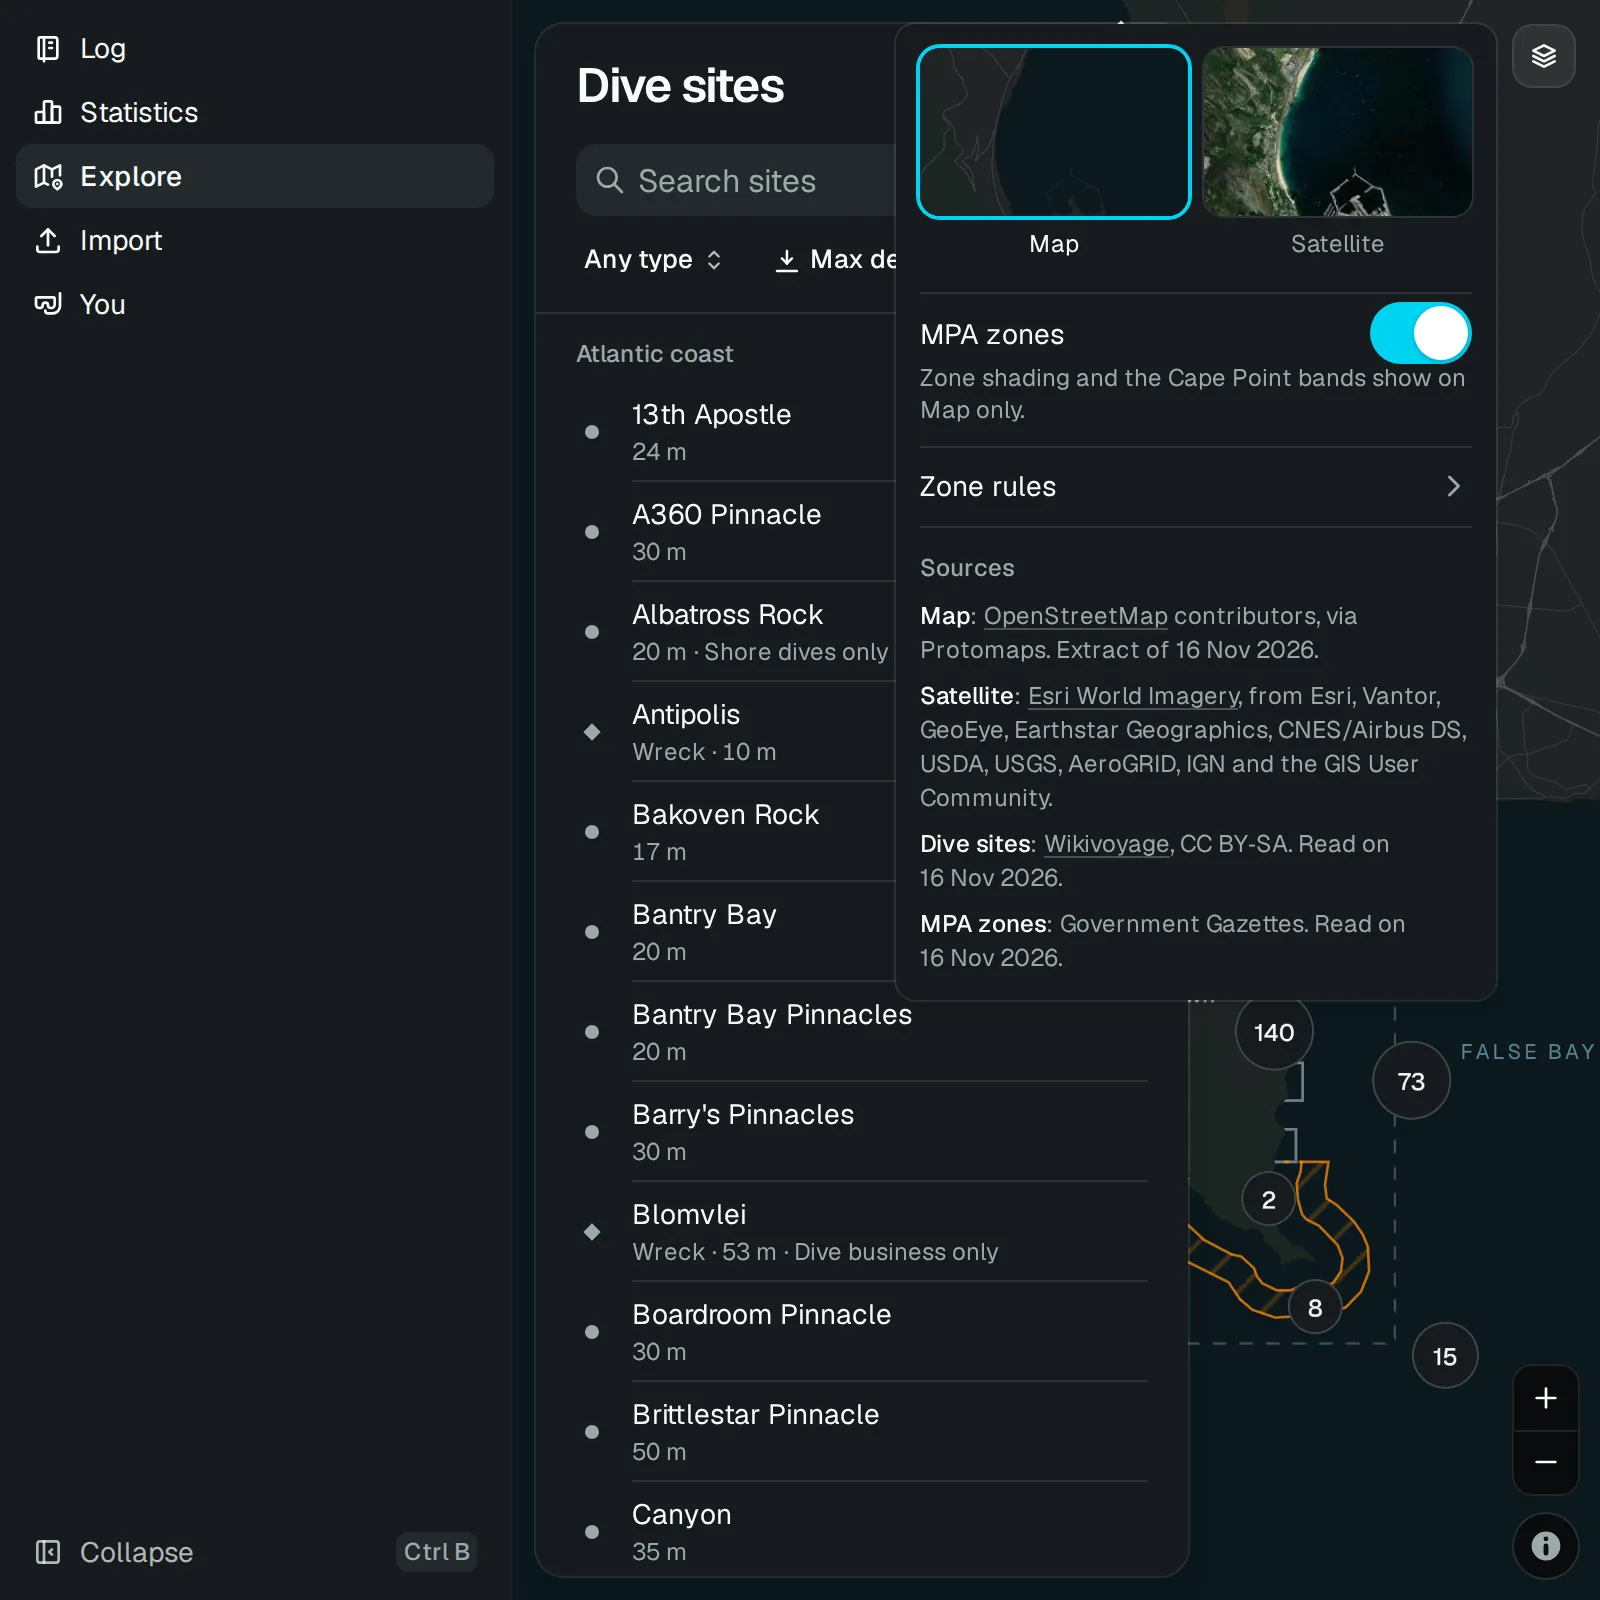 Log
Statistics
Explore
Import
You
Collapse
Ctrl B
Dive sites
Search sites
Any type
Max de
Atlantic coast
13th Apostle
24 m
A360 Pinnacle
30 m
Albatross Rock
20 m · Shore dives only
Antipolis
Wreck · 10 m
Bakoven Rock
17 m
Bantry Bay
20 m
Bantry Bay Pinnacles
20 m
Barry's Pinnacles
30 m
Blomvlei
Wreck · 53 m · Dive business only
Boardroom Pinnacle
30 m
Brittlestar Pinnacle
50 m
Canyon
35 m
Map
Satellite
MPA zones
Zone shading and the Cape Point bands show on
Map only.
Zone rules
Sources
Map: OpenStreetMap contributors, via
Protomaps. Extract of 16 Nov 2026.
Satellite: Esri World Imagery, from Esri, Vantor,
GeoEye, Earthstar Geographics, CNES/Airbus DS,
USDA, USGS, AeroGRID, IGN and the GIS User
Community.
Dive sites: Wikivoyage, CC BY-SA. Read on
16 Nov 2026.
MPA zones: Government Gazettes. Read on
16 Nov 2026.
140
73
FALSE BAY
2
8
15